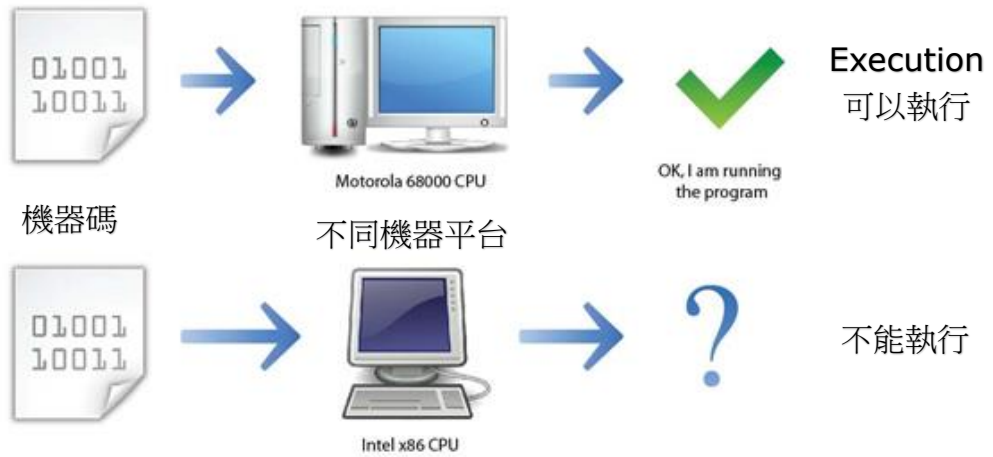 01001
10011
Motorola 68000 CPU
OK, I am running
the program
Execution
可以執行
機器碼
不同機器平台
01001
10011
Intel x86 CPU
?
不能執行